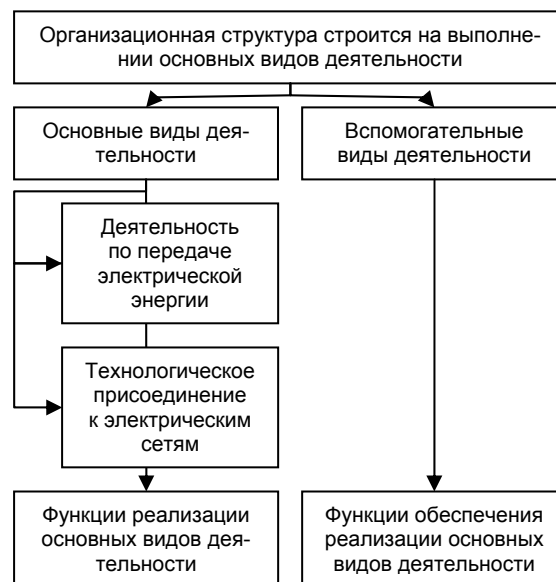 Организационная структура строится на выполне-
нии основных видов деятельности
Основные виды дея-
тельности
Вспомогательные
виды деятельности
Деятельность
по передаче
электрической
энергии
Технологическое
присоединение
к электрическим
сетям
Функции реализации
основных видов дея-
тельности
Функции обеспечения
реализации основных
видов деятельности